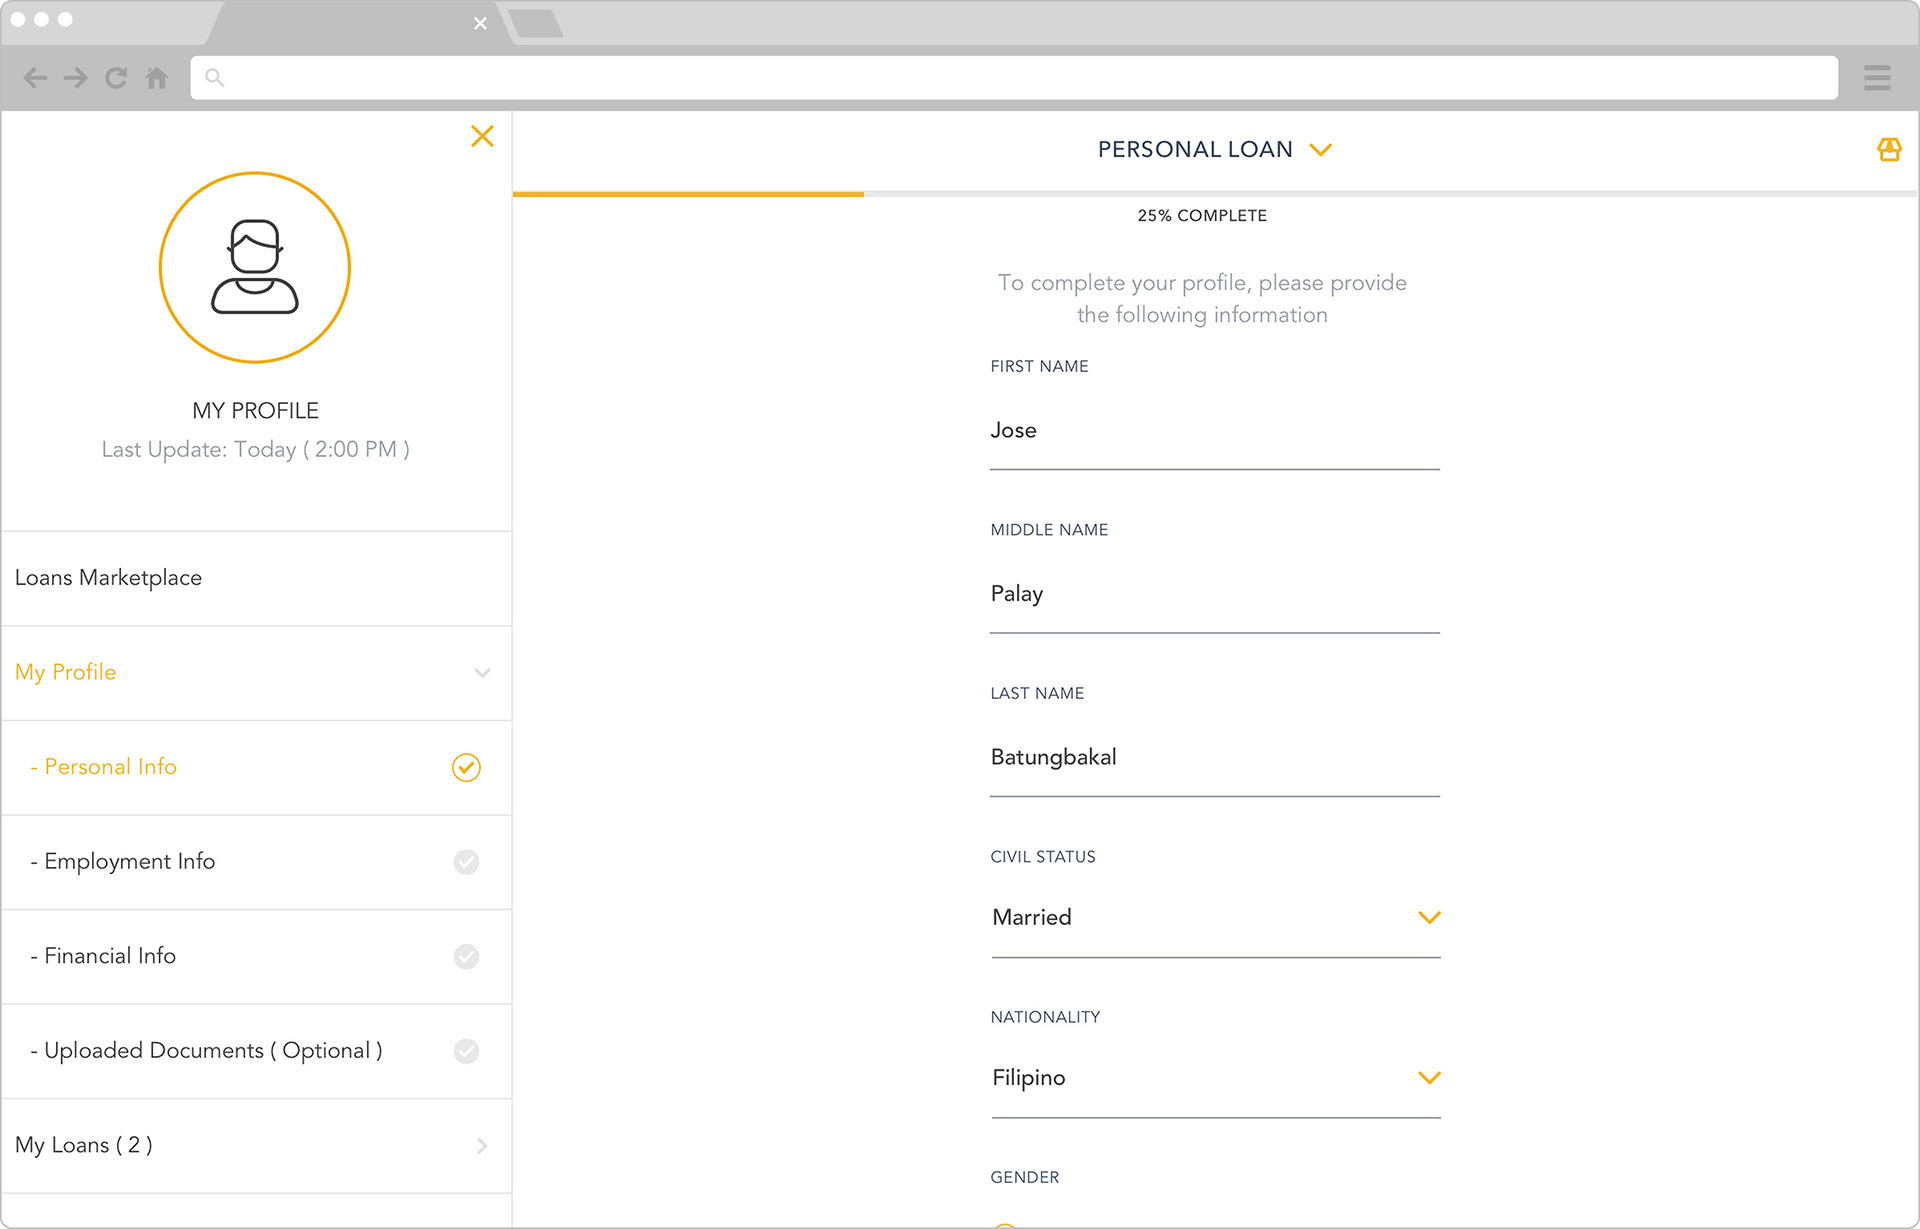 MY PROFILE
Last Update: Today ( 2:00 PM )
Loans Marketplace
My Profile
- Personal Info
- Employment Info
- Financial Info
- Uploaded Documents ( Optional )
My Loans ( 2 )
PERSONAL LOAN
25% COMPLETE
To complete your profile, please provide
the following information
FIRST NAME
Jose
MIDDLE NAME
Palay
LAST NAME
Batungbakal
CIVIL STATUS
Married
NATIONALITY
Filipino
GENDER